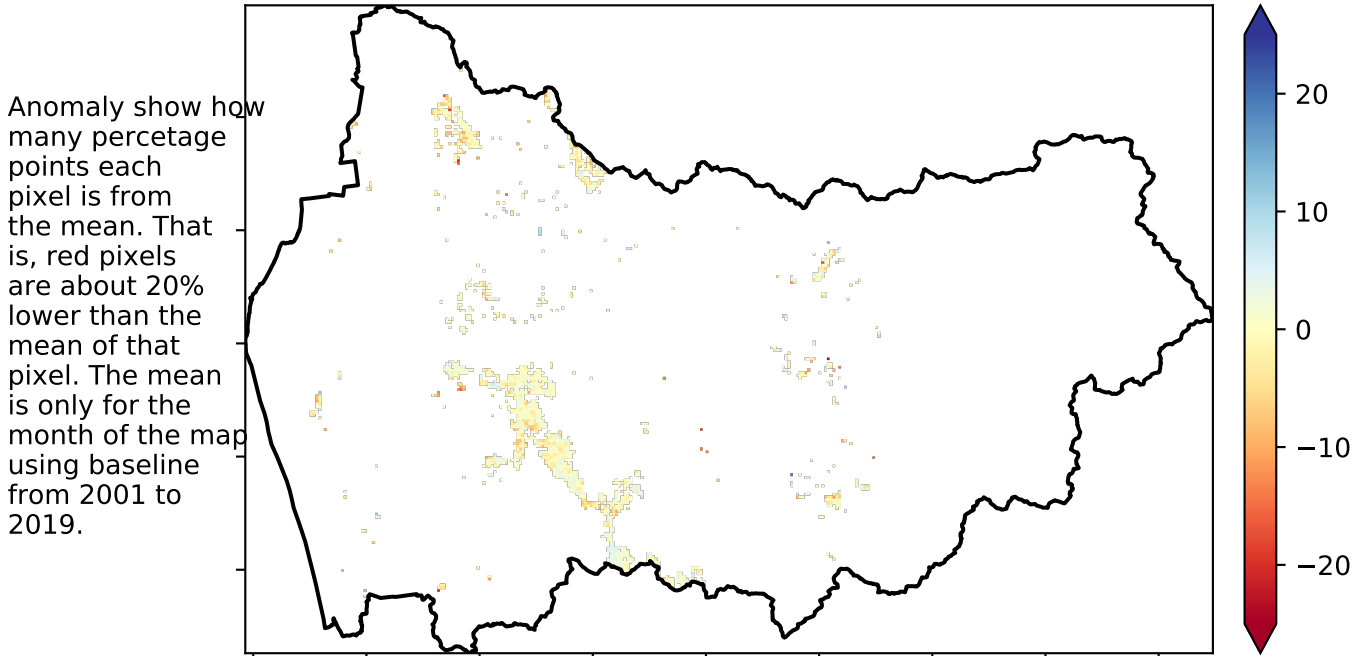 Anomaly show how
many percetage
points each
pixel is from
the mean. That
is, red pixels
are about 20%
lower than the
mean of that
pixel. The mean
is only for the
month of the map
using baseline
from 2001 to
2019.
20
10
0
−10
−20